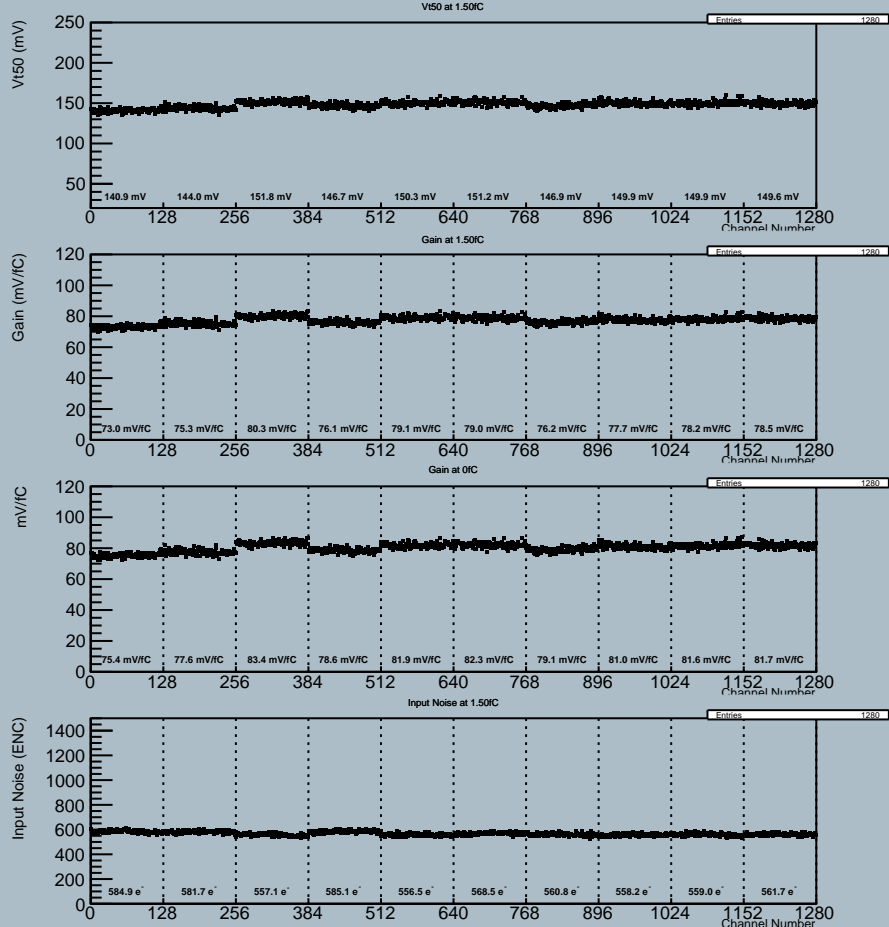 Vt50 at 1.50fC
Entries 1280
Vt50 (mV)
250
200
150
100
50
140.9 mV 144.0 mV 151.8 mV 146.7 mV 150.3 mV 151.2 mV 146.9 mV 149.9 mV 149.9 mV 149.6 mV
0 128 256 384 512 640 768 896 1024 1152 1280
Channel Number
Gain at 1.50fC
Entries 1280
Gain (mV/fC)
120
100
80
60
40
20
0
73.0 mV/fC 75.3 mV/fC 80.3 mV/fC 76.1 mV/fC 79.1 mV/fC 79.0 mV/fC 76.2 mV/fC 77.7 mV/fC 78.2 mV/fC 78.5 mV/fC
0 128 256 384 512 640 768 896 1024 1152 1280
Channel Number
Gain at 0fC
Entries 1280
mV/fC
120
100
80
60
40
20
0
75.4 mV/fC 77.6 mV/fC 83.4 mV/fC 78.6 mV/fC 81.9 mV/fC 82.3 mV/fC 79.1 mV/fC 81.0 mV/fC 81.6 mV/fC 81.7 mV/fC
0 128 256 384 512 640 768 896 1024 1152 1280
Channel Number
Input Noise at 1.50fC
Entries 1280
Input Noise (ENC)
1400
1200
1000
800
600
400
200
0
584.9 e⁻ 581.7 e⁻ 557.1 e⁻ 585.1 e⁻ 556.5 e⁻ 568.5 e⁻ 560.8 e⁻ 558.2 e⁻ 559.0 e⁻ 561.7 e⁻
0 128 256 384 512 640 768 896 1024 1152 1280
Channel Number